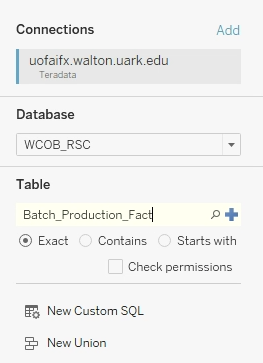 Connections Add
uofaifx.walton.uark.edu
Teradata
Database
WCOB_RSC
Table
Batch_Production_Fact
Exact Contains Starts with
Check permissions
New Custom SQL
New Union